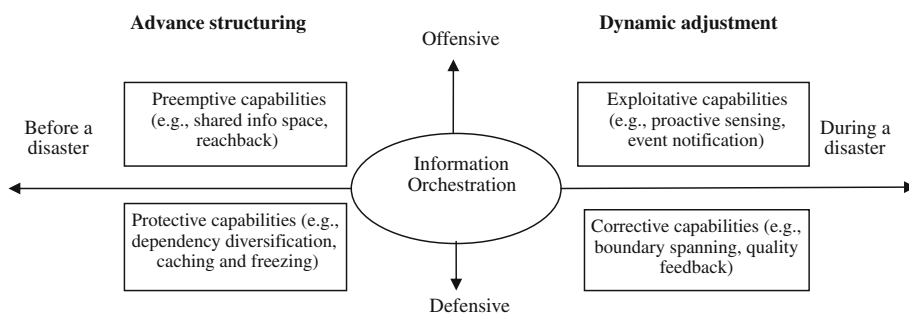 Advance structuring
Dynamic adjustment
Offensive
Preemptive capabilities
(e.g., shared info space,
reachback)
Exploitative capabilities
(e.g., proactive sensing,
event notification)
Before a
disaster
During a
disaster
Information
Orchestration
Protective capabilities (e.g.,
dependency diversification,
caching and freezing)
Corrective capabilities (e.g.,
boundary spanning, quality
feedback)
Defensive